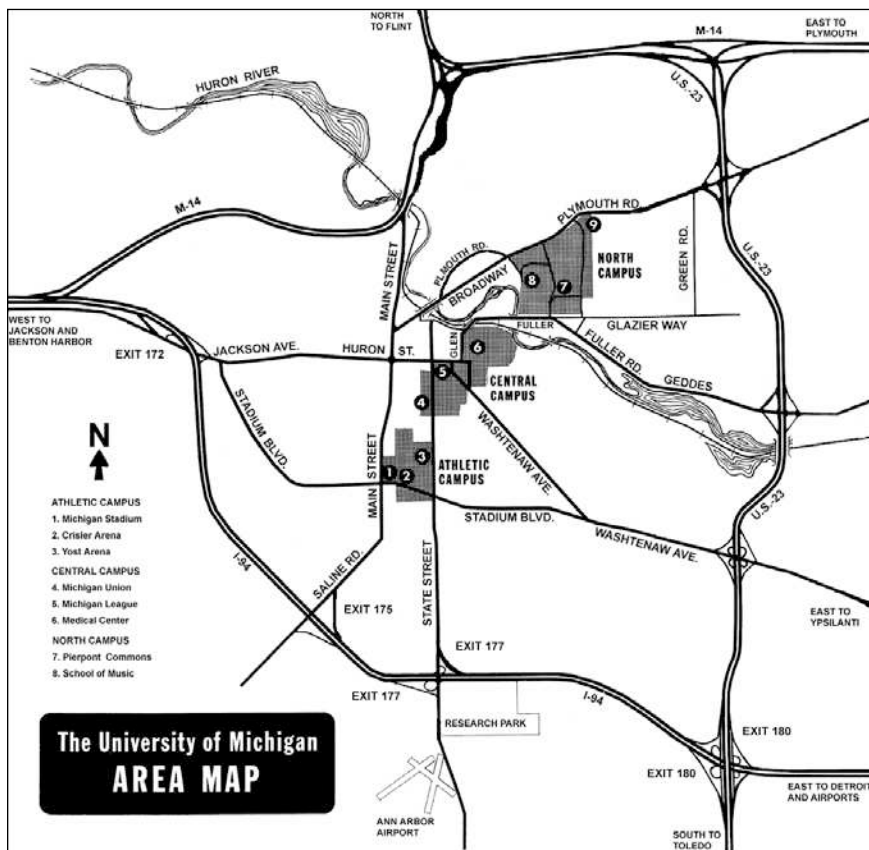 NORTH
TO FLINT
EAST TO
PLYMOUTH
M-14
HURON RIVER
U.S.-23
M-14
PLYMOUTH RD.
9
MAIN STREET
PLMOUTH RD.
BROADWAY
8
7
NORTH
CAMPUS
GREEN RD.
U.S.-23
WEST TO
JACKSON AND
BENTON HARBOR
EXIT 172
JACKSON AVE.
HURON
ST.
GLEN
6
FULLER
GLAZIER WAY
FULLER RD.
GEDDES
5
4
CENTRAL
CAMPUS
STADIUM BLVD.
WASHTENAW AVE.
N
MAIN STREET
3
1
2
ATHLETIC
CAMPUS
STADIUM BLVD.
WASHTENAW AVE.
U.S.-23
ATHLETIC CAMPUS
1. Michigan Stadium
2. Crisler Arena
3. Yost Arena
CENTRAL CAMPUS
4. Michigan Union
5. Michigan League
6. Medical Center
NORTH CAMPUS
7. Pierpont Commons
8. School of Music
I-94
SALINE RD.
STATE STREET
EXIT 175
EAST TO
YPSILANTI
EXIT 177
EXIT 177
I-94
RESEARCH PARK
EXIT 180
EXIT 180
The University of Michigan
AREA MAP
ANN ARBOR
AIRPORT
EAST TO DETROIT
AND AIRPORTS
SOUTH TO
TOLEDO